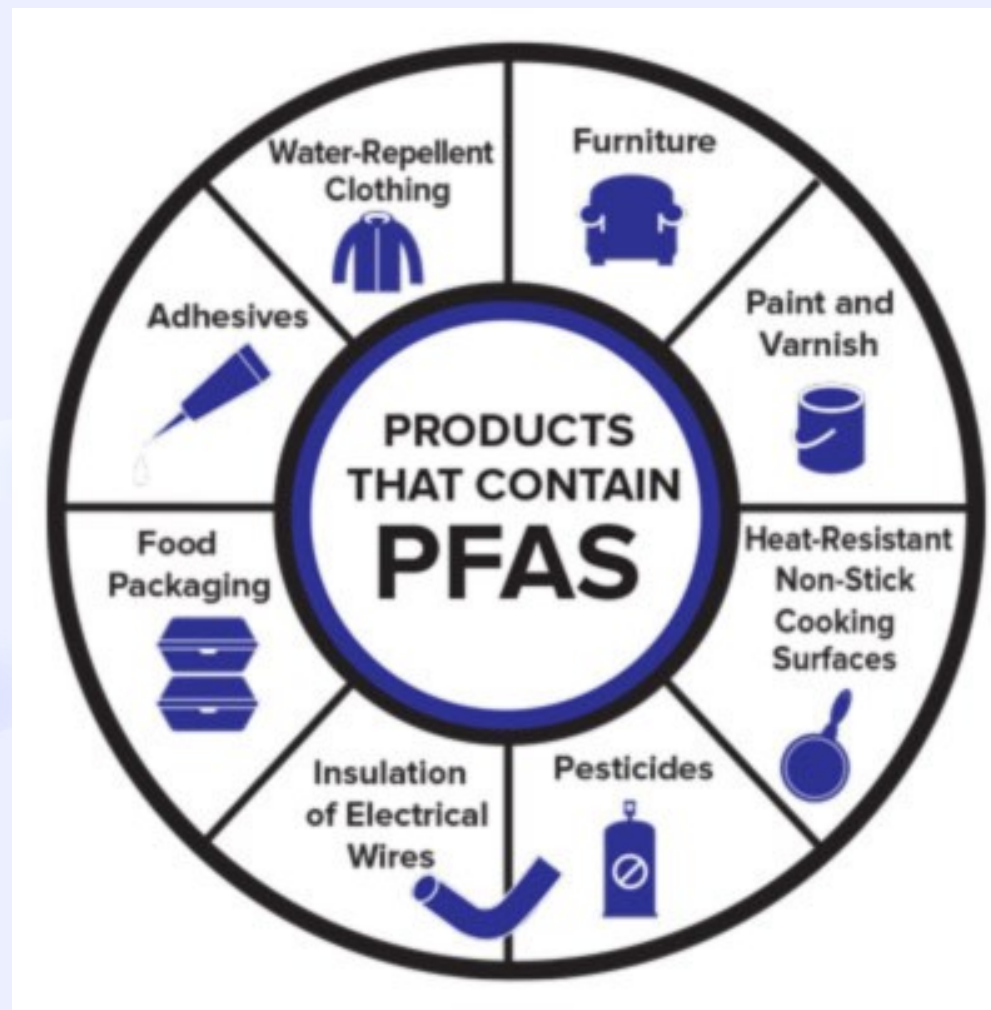 PRODUCTS
THAT CONTAIN
PFAS
Furniture
Paint and
Varnish
Heat-Resistant
Non-Stick
Cooking
Surfaces
Pesticides
Insulation
of Electrical
Wires
Food
Packaging
Adhesives
Water-Repellent
Clothing